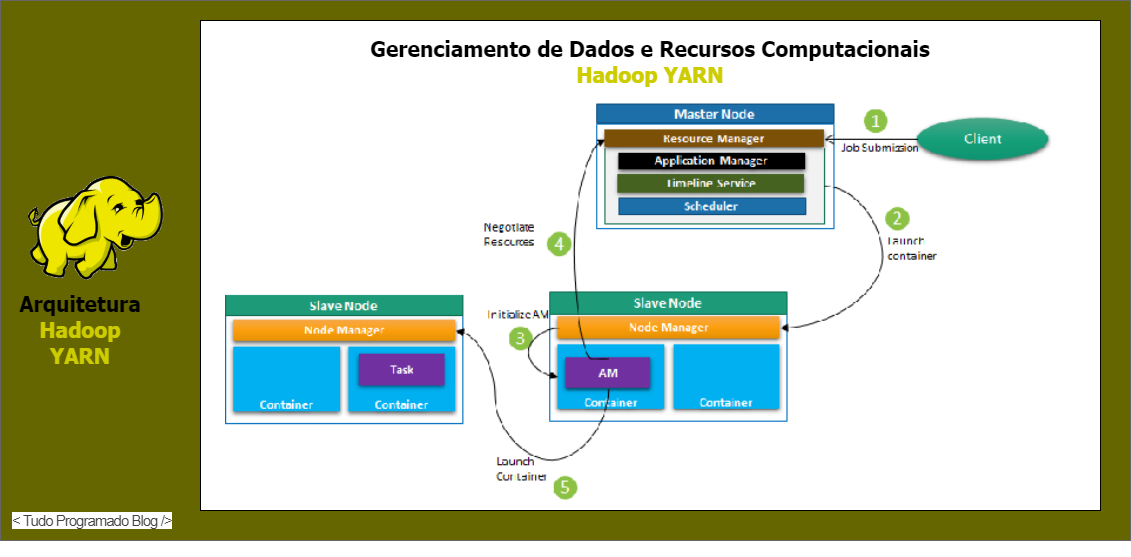 Gerenciamento de Dados e Recursos Computacionais
Hadoop YARN
Master Node
Resource Manager
Application Manager
Timeline Service
Scheduler
1
Job Submission
Client
2
Launch
container
Negotiate
Resources
4
Slave Node
Node Manager
Task
Container
Container
Initialize AM
3
Slave Node
Node Manager
AM
Container
Container
Launch
Container
5
Arquitetura
Hadoop
YARN
< Tudo Programado Blog />